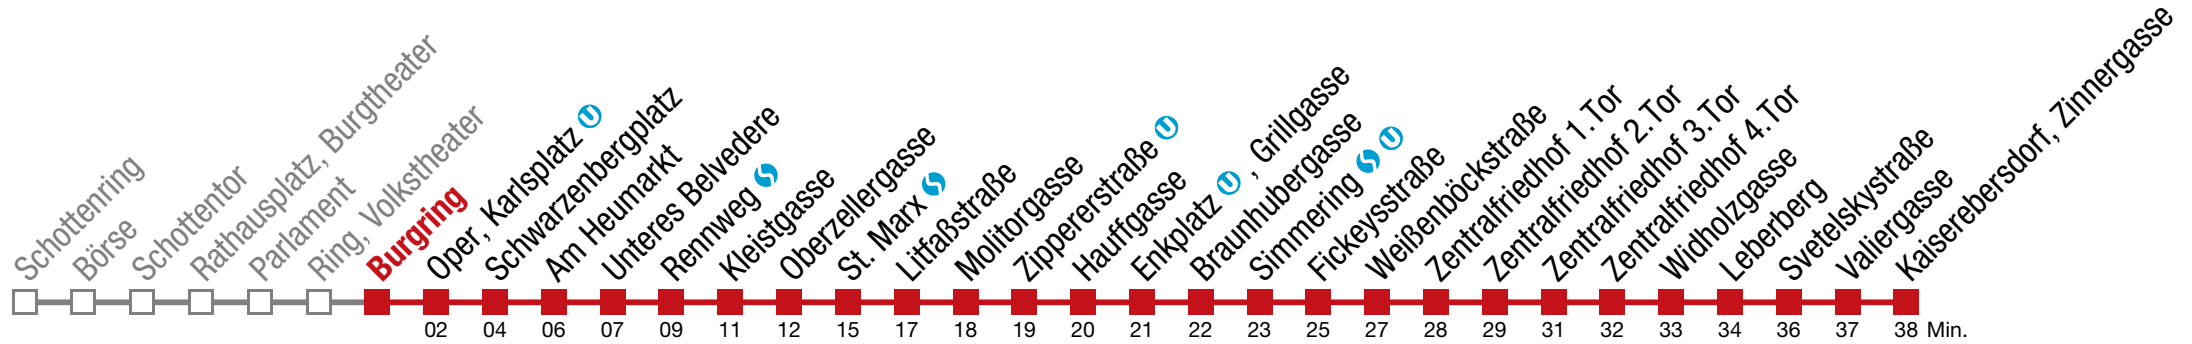 Schottenring
Börse
Schottentor
Rathausplatz, Burgtheater
Parlament
Ring, Volkstheater
Burgring
Oper, Karlsplatz U
Schwarzenbergplatz
Am Heumarkt
Unteres Belvedere
Rennweg S
Kleistgasse
Oberzellergasse
St. Marx S
Litfaßstraße
Molitorgasse
Zippererstraße U
Hauffgasse
Enkplatz U, Grillgasse
Braunhubergasse
Simmering S U
Fickeysstraße
Weißenböckstraße
Zentralfriedhof 1.Tor
Zentralfriedhof 2.Tor
Zentralfriedhof 3.Tor
Zentralfriedhof 4.Tor
Widholzgasse
Leberberg
Svetelskystraße
Valiergasse
Kaiserebersdorf, Zinnergasse
02 04 06 07 09 11 12 15 17 18 19 20 21 22 23 25 27 28 29 31 32 33 34 36 37 38 Min.